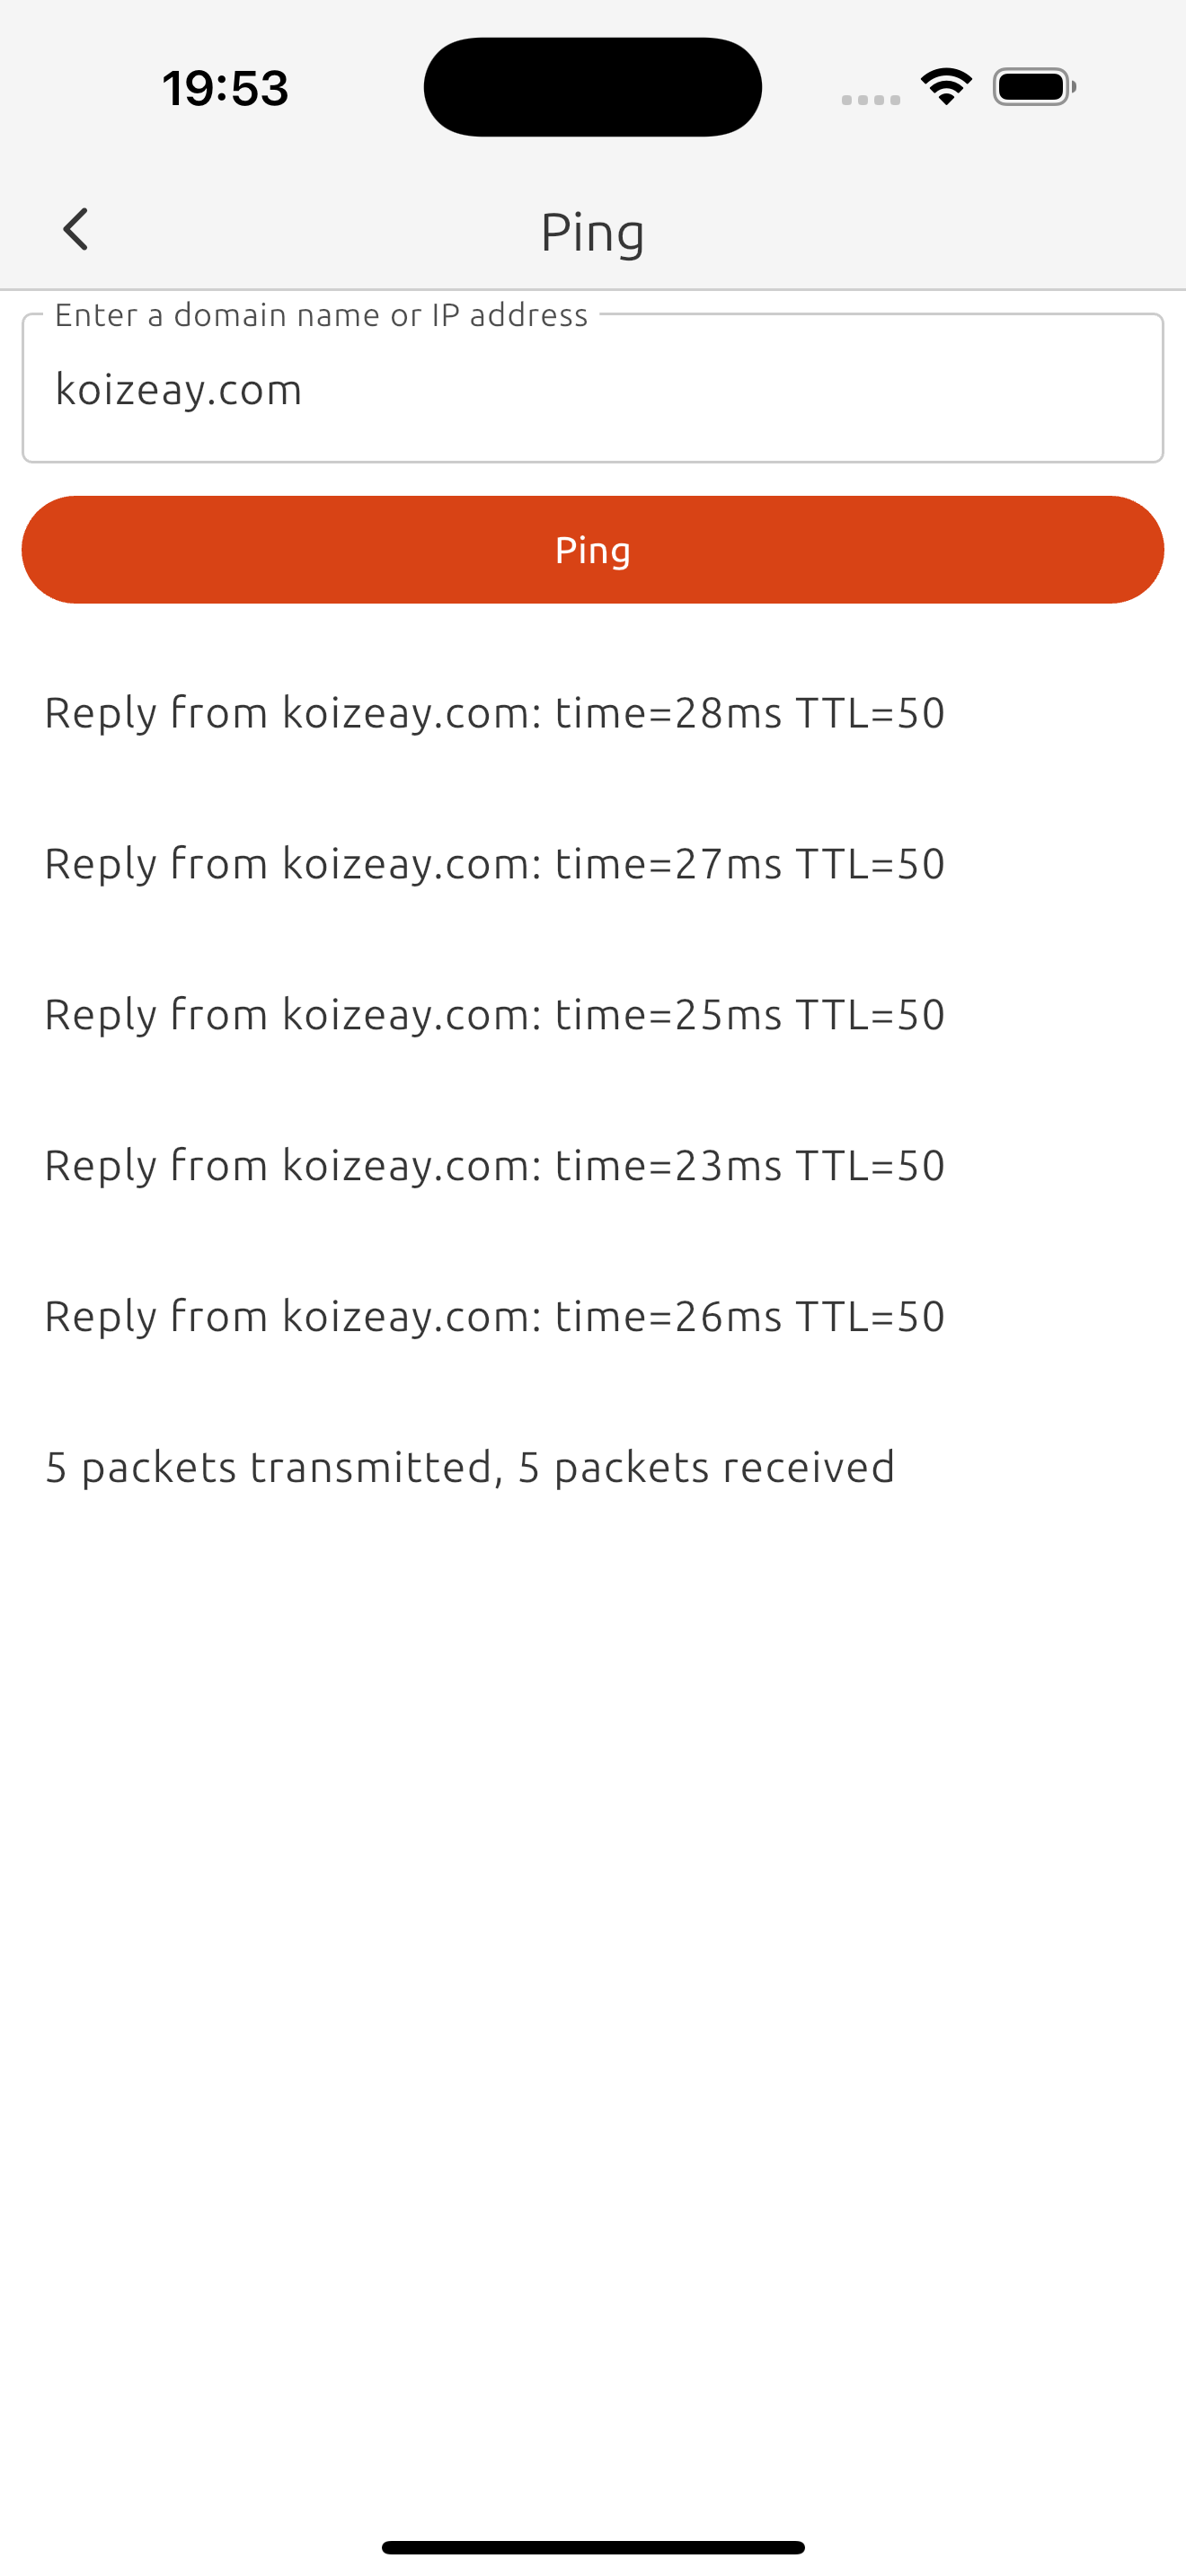 19:53
Ping
Enter a domain name or IP address
koizeay.com
Ping
Reply from koizeay.com: time=28ms TTL=50
Reply from koizeay.com: time=27ms TTL=50
Reply from koizeay.com: time=25ms TTL=50
Reply from koizeay.com: time=23ms TTL=50
Reply from koizeay.com: time=26ms TTL=50
5 packets transmitted, 5 packets received